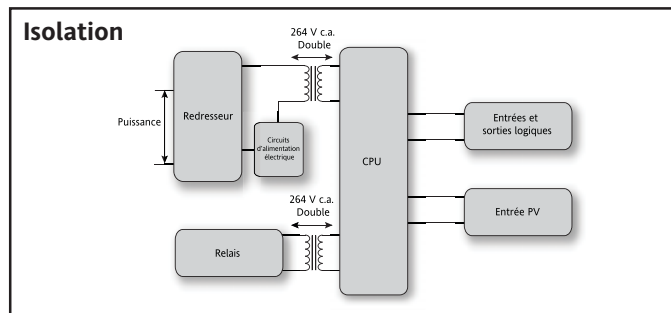 Isolation
264 V c.a.
Double
Puissance
Redresseur
Circuits
d'alimentation
électrique
CPU
Entrées et
sorties logiques
Entrée PV
264 V c.a.
Double
Relais